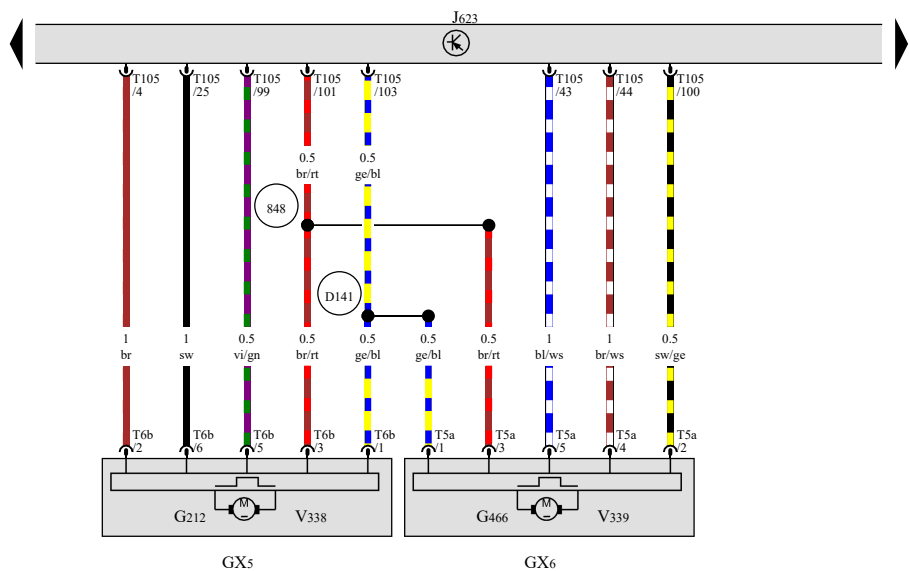 J623
T105 T105 T105 T105 T105 T105 T105 T105
/4 /25 /99 /101 /103 /43 /44 /100
0.5 0.5
br/rt ge/bl
848
D141
1 1 0.5 0.5 0.5 0.5 0.5 1 1 0.5
br sw vi/gn br/rt ge/bl ge/bl br/rt bl/ws br/ws sw/ge
T6b T6b T6b T6b T6b T5a T5a T5a T5a T5a
/2 /6 /5 /3 /1 /1 /3 /5 /4 /2
M M
G212 V338 G466 V339
GX5 GX6